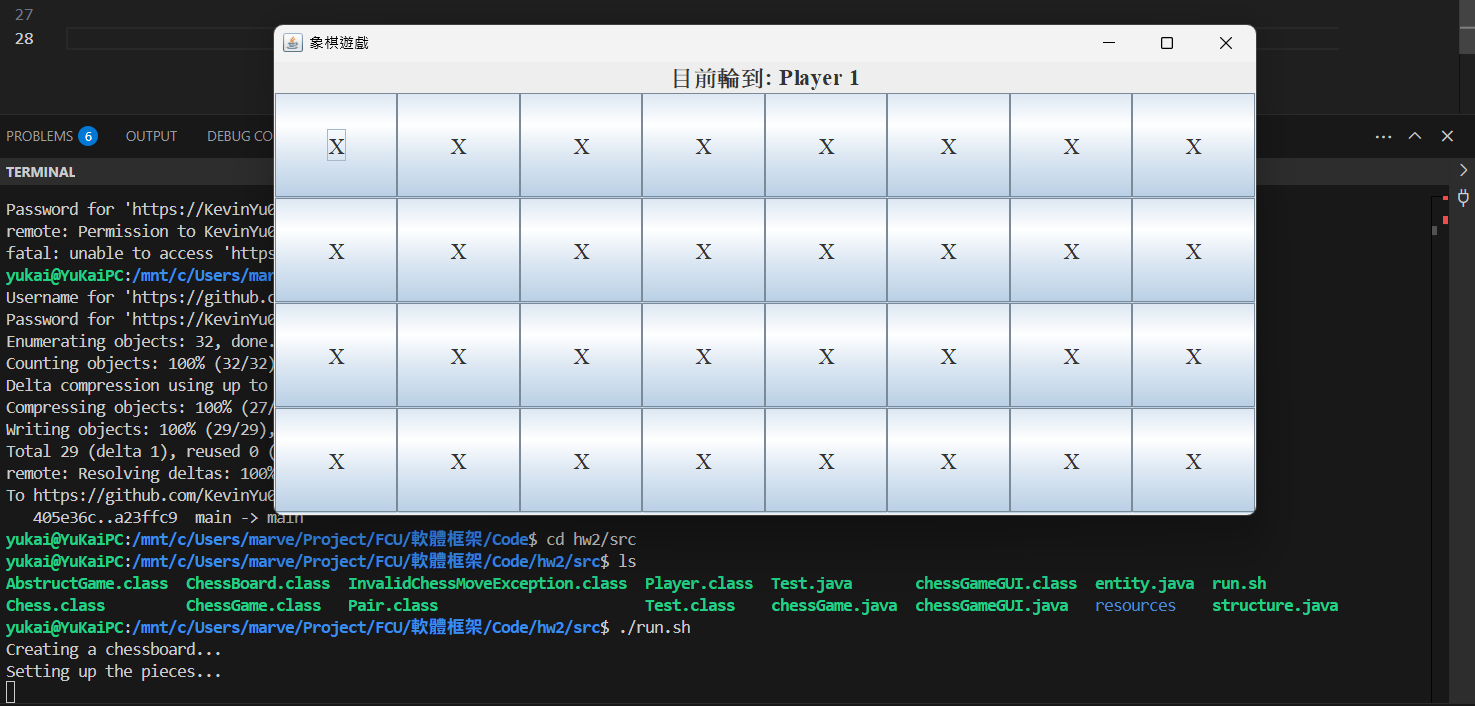 27
28
象棋遊戲
目前輪到: Player 1
X X X X X X X X
X X X X X X X X
X X X X X X X X
X X X X X X X X
PROBLEMS 6 OUTPUT DEBUG CO
TERMINAL
Password for 'https://KevinYu0
remote: Permission to KevinYu0
fatal: unable to access 'https
yukai@YuKaiPC:/mnt/c/Users/mar
Username for 'https://github.c
Password for 'https://KevinYu0
Enumerating objects: 32, done.
Counting objects: 100% (32/32)
Delta compression using up to
Compressing objects: 100% (27/
Writing objects: 100% (29/29),
Total 29 (delta 1), reused 0 (
remote: Resolving deltas: 100%
To https://github.com/KevinYu0
405e36c..a23ffc9 main -> main
yukai@YuKaiPC:/mnt/c/Users/marve/Project/FCU/軟體框架/Code$ cd hw2/src
yukai@YuKaiPC:/mnt/c/Users/marve/Project/FCU/軟體框架/Code/hw2/src$ ls
AbstructGame.class ChessBoard.class InvalidChessMoveException.class Player.class Test.java chessGameGUI.class entity.java run.sh
Chess.class ChessGame.class Pair.class Test.class chessGame.java chessGameGUI.java resources structure.java
yukai@YuKaiPC:/mnt/c/Users/marve/Project/FCU/軟體框架/Code/hw2/src$ ./run.sh
Creating a chessboard...
Setting up the pieces...